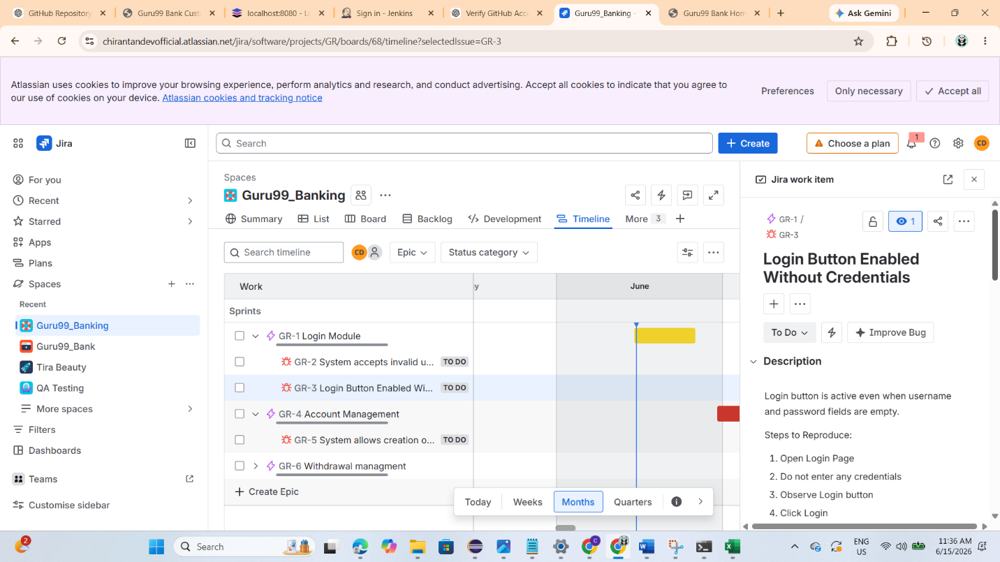 GitHub Repository
Guru99 Bank Cust
localhost:8080 - Lo
Sign in - Jenkins
Verify GitHub Acc
Guru99_Banking -
Guru99 Bank Hom
Ask Gemini
chirantandevofficial.atlassian.net/jira/software/projects/GR/boards/68/timeline?selectedIssue=GR-3
Atlassian uses cookies to improve your browsing experience, perform analytics and research, and conduct advertising. Accept all cookies to indicate that you agree to
our use of cookies on your device. Atlassian cookies and tracking notice
Preferences
Only necessary
Accept all
Jira
Search
Create
Choose a plan
1
CD
For you
Recent
Starred
Apps
Plans
Spaces
Recent
Guru99_Banking
Guru99_Bank
Tira Beauty
QA Testing
More spaces
Filters
Dashboards
Teams
Customise sidebar
Spaces
Guru99_Banking
Summary
List
Board
Backlog
Development
Timeline
More 3
Search timeline
CD
Epic
Status category
Work
y
June
Sprints
GR-1 Login Module
GR-2 System accepts invalid u... TO DO
GR-3 Login Button Enabled Wi... TO DO
GR-4 Account Management
GR-5 System allows creation o... TO DO
GR-6 Withdrawal managment
Create Epic
Today
Weeks
Months
Quarters
Jira work item
GR-1 /
GR-3
1
Login Button Enabled
Without Credentials
To Do
Improve Bug
Description
Login button is active even when username
and password fields are empty.
Steps to Reproduce:
1. Open Login Page
2. Do not enter any credentials
3. Observe Login button
4. Click Login
2
Search
C
ENG
US
11:36 AM
6/15/2026